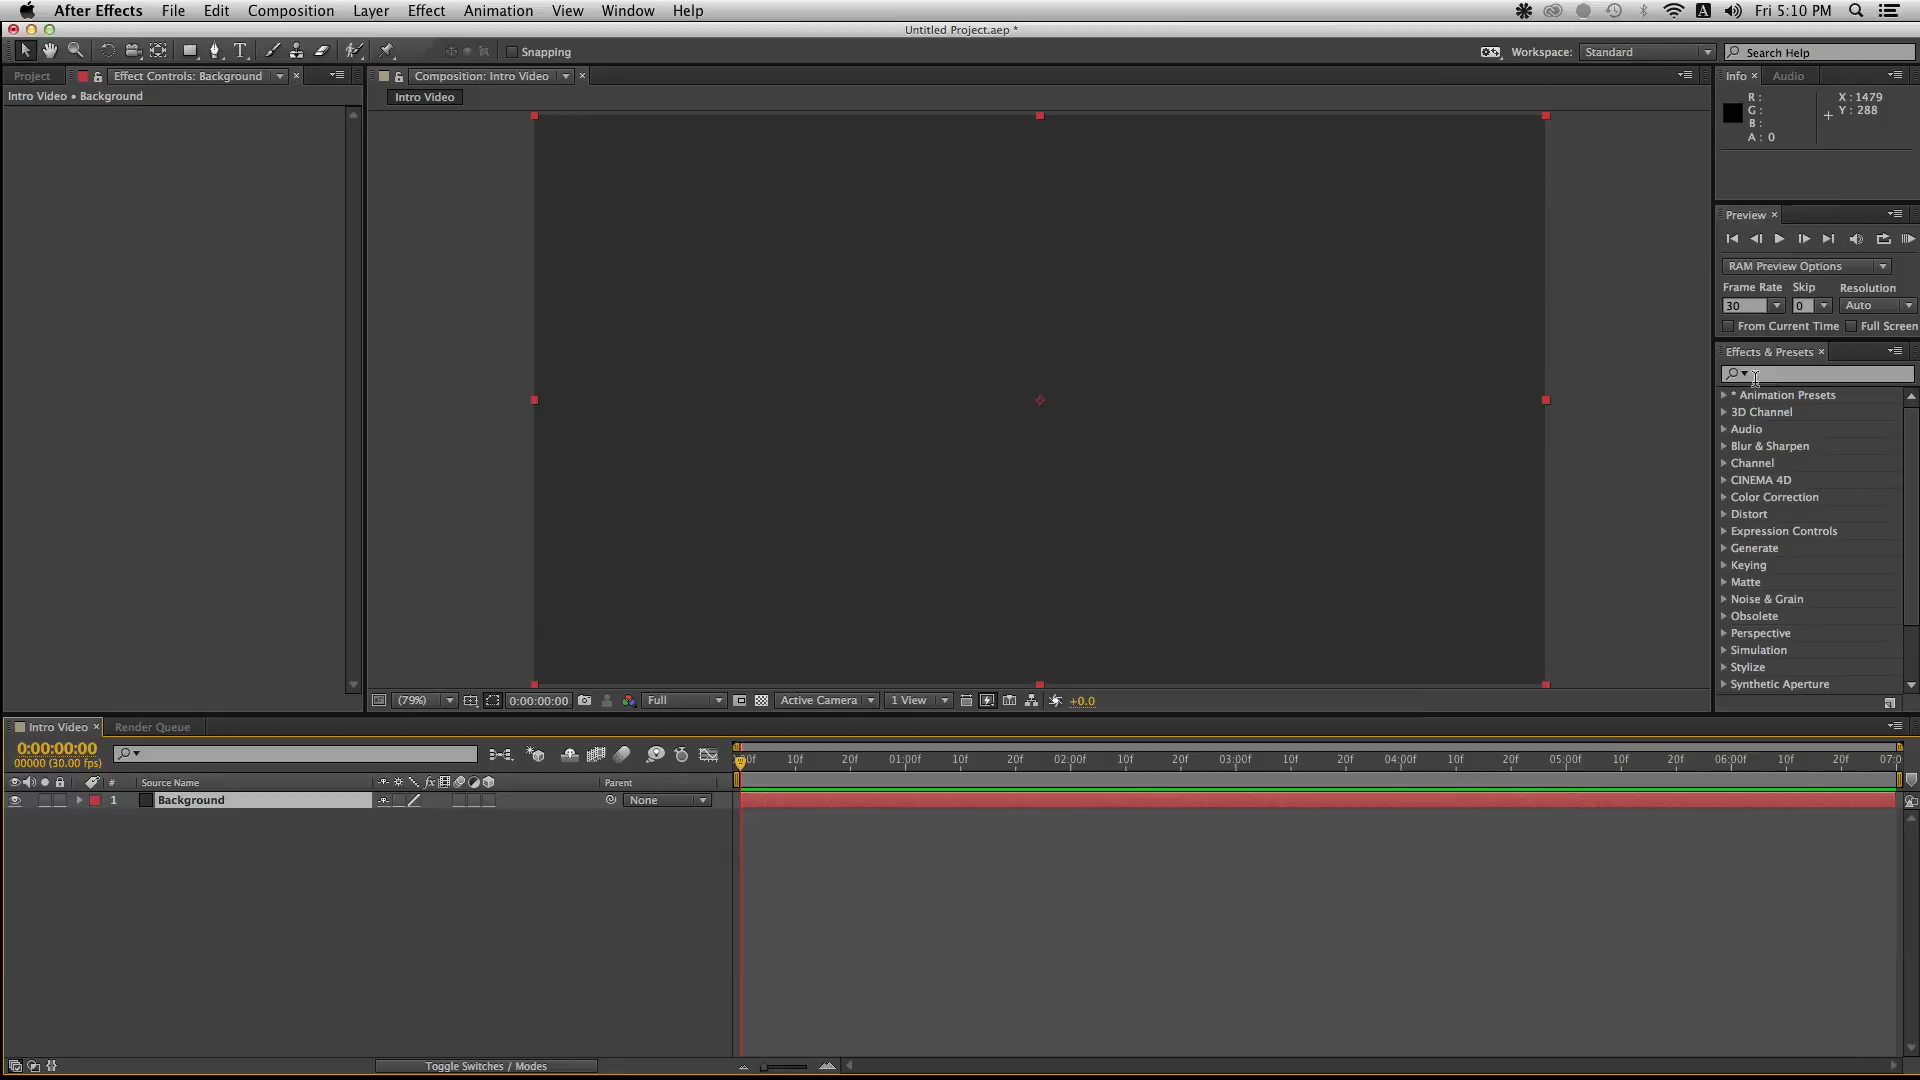 After Effects File Edit Composition Layer Effect Animation View Window Help A Fri 5:10 PM
Untitled Project.aep *
T Snapping Workspace: Standard Search Help
Project Effect Controls: Background Composition: Intro Video Info Audio
Intro Video • Background
Intro Video
R :
G :
B :
A : 0
X : 1479
Y : 288
Preview
RAM Preview Options
Frame Rate Skip Resolution
30 0 Auto
From Current Time Full Screen
Effects & Presets
* Animation Presets
3D Channel
Audio
Blur & Sharpen
Channel
CINEMA 4D
Color Correction
Distort
Expression Controls
Generate
Keying
Matte
Noise & Grain
Obsolete
Perspective
Simulation
Stylize
Synthetic Aperture
(79%) 0:00:00:00 Full Active Camera 1 View +0.0
Intro Video Render Queue
0:00:00:00
00000 (30.00 fps)
10f 20f 01:00f 10f 20f 02:00f 10f 20f 03:00f 10f 20f 04:00f 10f 20f 05:00f 10f 20f 06:00f 10f 20f 07:0
# Source Name fx Parent
1 Background None
Toggle Switches / Modes